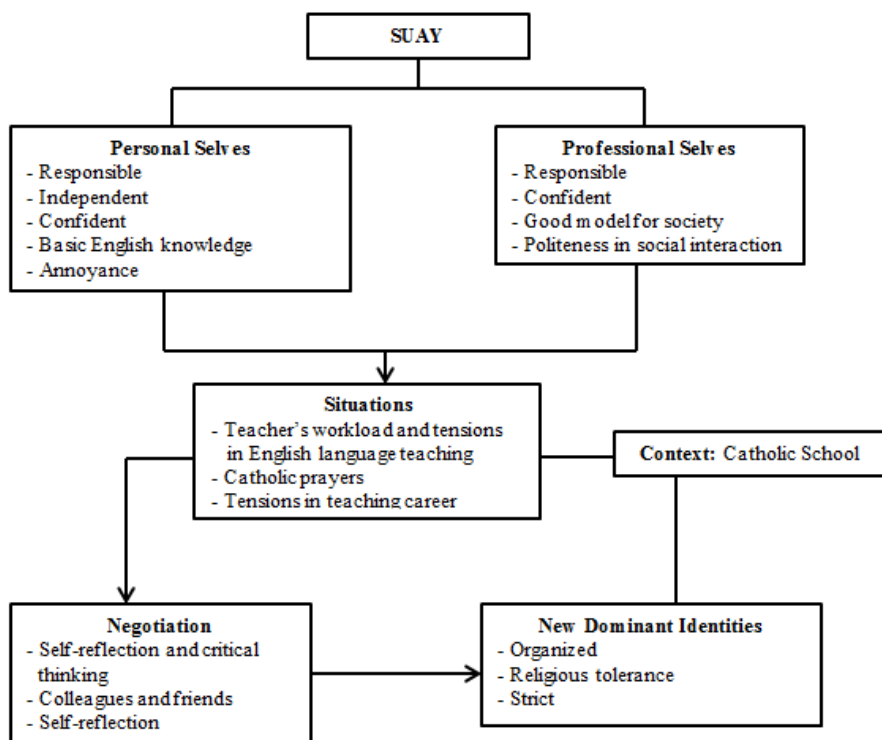 SUAY
Personal Selves
- Responsible
- Independent
- Confident
- Basic English knowledge
- Annoyance
Professional Selves
- Responsible
- Confident
- Good model for society
- Politeness in social interaction
Situations
- Teacher's workload and tensions
in English language teaching
- Catholic prayers
- Tensions in teaching career
Context: Catholic School
Negotiation
- Self-reflection and critical
thinking
- Colleagues and friends
- Self-reflection
New Dominant Identities
- Organized
- Religious tolerance
- Strict